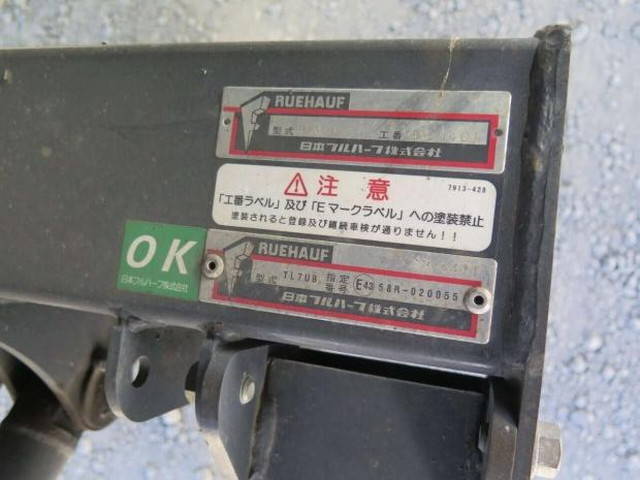 RUEHAUF
型式
工番
日本フルハーフ株式会社
注意
7913-428
「工番ラベル」及び「Eマークラベル」への塗装禁止
塗装されると登録及び継続車検が通りません!!
OK
日本フルハーフ株式会社
RUEHAUF
型式 TL7UB 指定番号 E43 58R-020055
日本フルハーフ株式会社